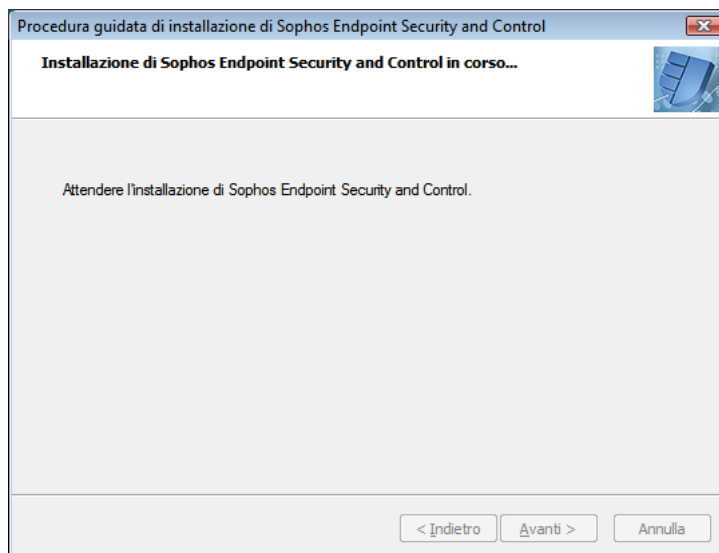 Procedura guidata di installazione di Sophos Endpoint Security and Control
Installazione di Sophos Endpoint Security and Control in corso...
Attendere l'installazione di Sophos Endpoint Security and Control.
< Indietro
Avanti >
Annulla